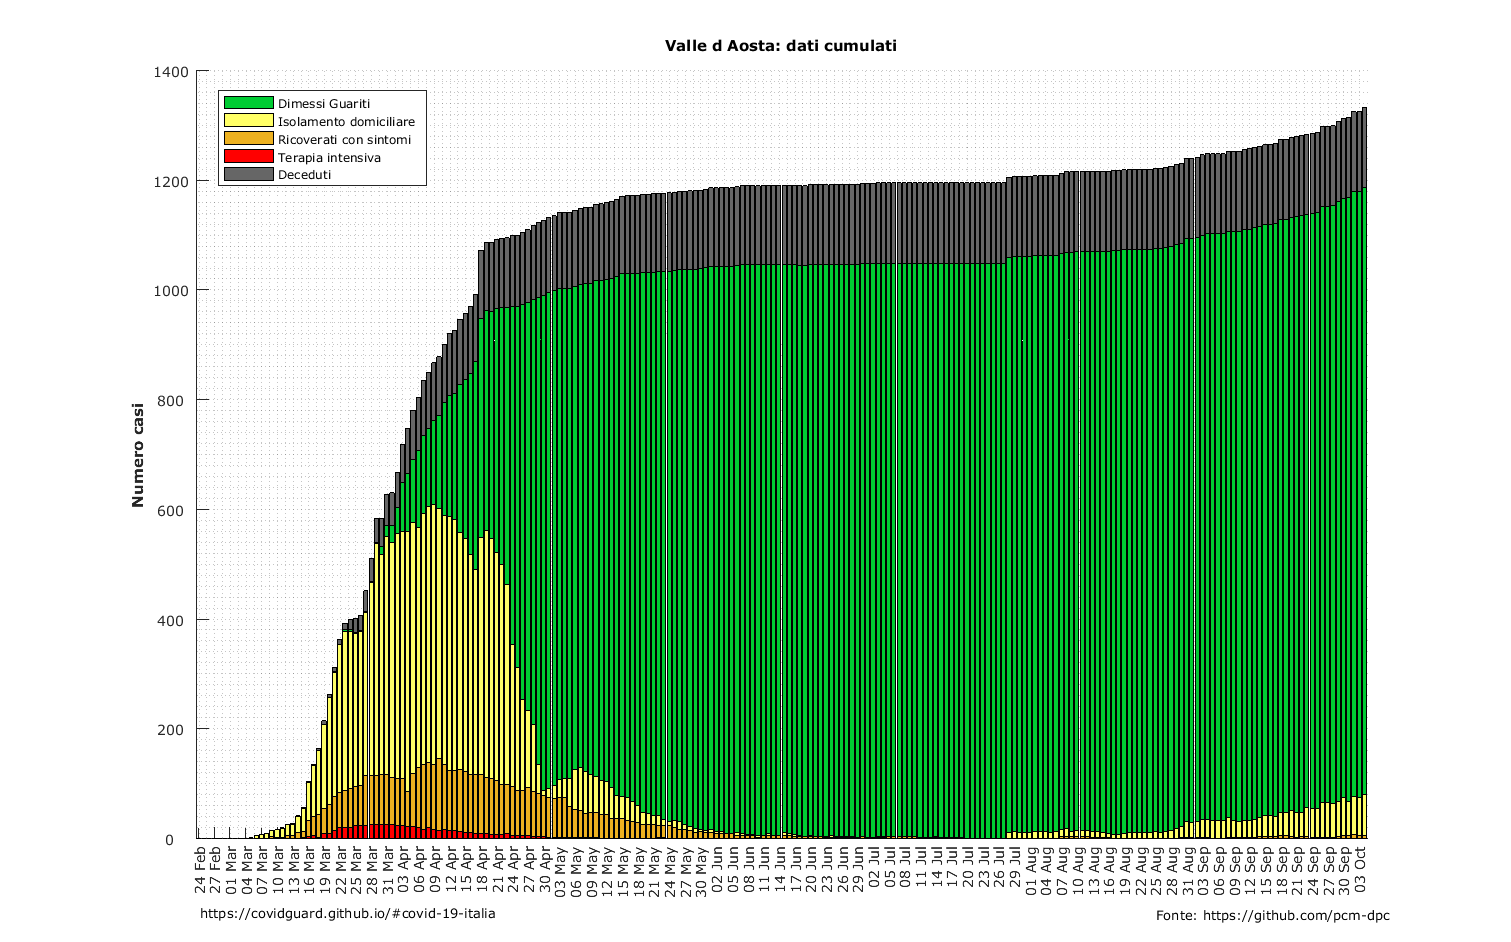 Valle d Aosta: dati cumulati
1400
1200
1000
800
600
400
200
0
Numero casi
Dimessi Guariti
Isolamento domiciliare
Ricoverati con sintomi
Terapia intensiva
Deceduti
24 Feb
27 Feb
01 Mar
04 Mar
07 Mar
10 Mar
13 Mar
16 Mar
19 Mar
22 Mar
25 Mar
28 Mar
31 Mar
03 Apr
06 Apr
09 Apr
12 Apr
15 Apr
18 Apr
21 Apr
24 Apr
27 Apr
30 Apr
03 May
06 May
09 May
12 May
15 May
18 May
21 May
24 May
27 May
30 May
02 Jun
05 Jun
08 Jun
11 Jun
14 Jun
17 Jun
20 Jun
23 Jun
26 Jun
29 Jun
02 Jul
05 Jul
08 Jul
11 Jul
14 Jul
17 Jul
20 Jul
23 Jul
26 Jul
29 Jul
01 Aug
04 Aug
07 Aug
10 Aug
13 Aug
16 Aug
19 Aug
22 Aug
25 Aug
28 Aug
31 Aug
03 Sep
06 Sep
09 Sep
12 Sep
15 Sep
18 Sep
21 Sep
24 Sep
27 Sep
30 Sep
03 Oct
https://covidguard.github.io/#covid-19-italia
Fonte: https://github.com/pcm-dpc